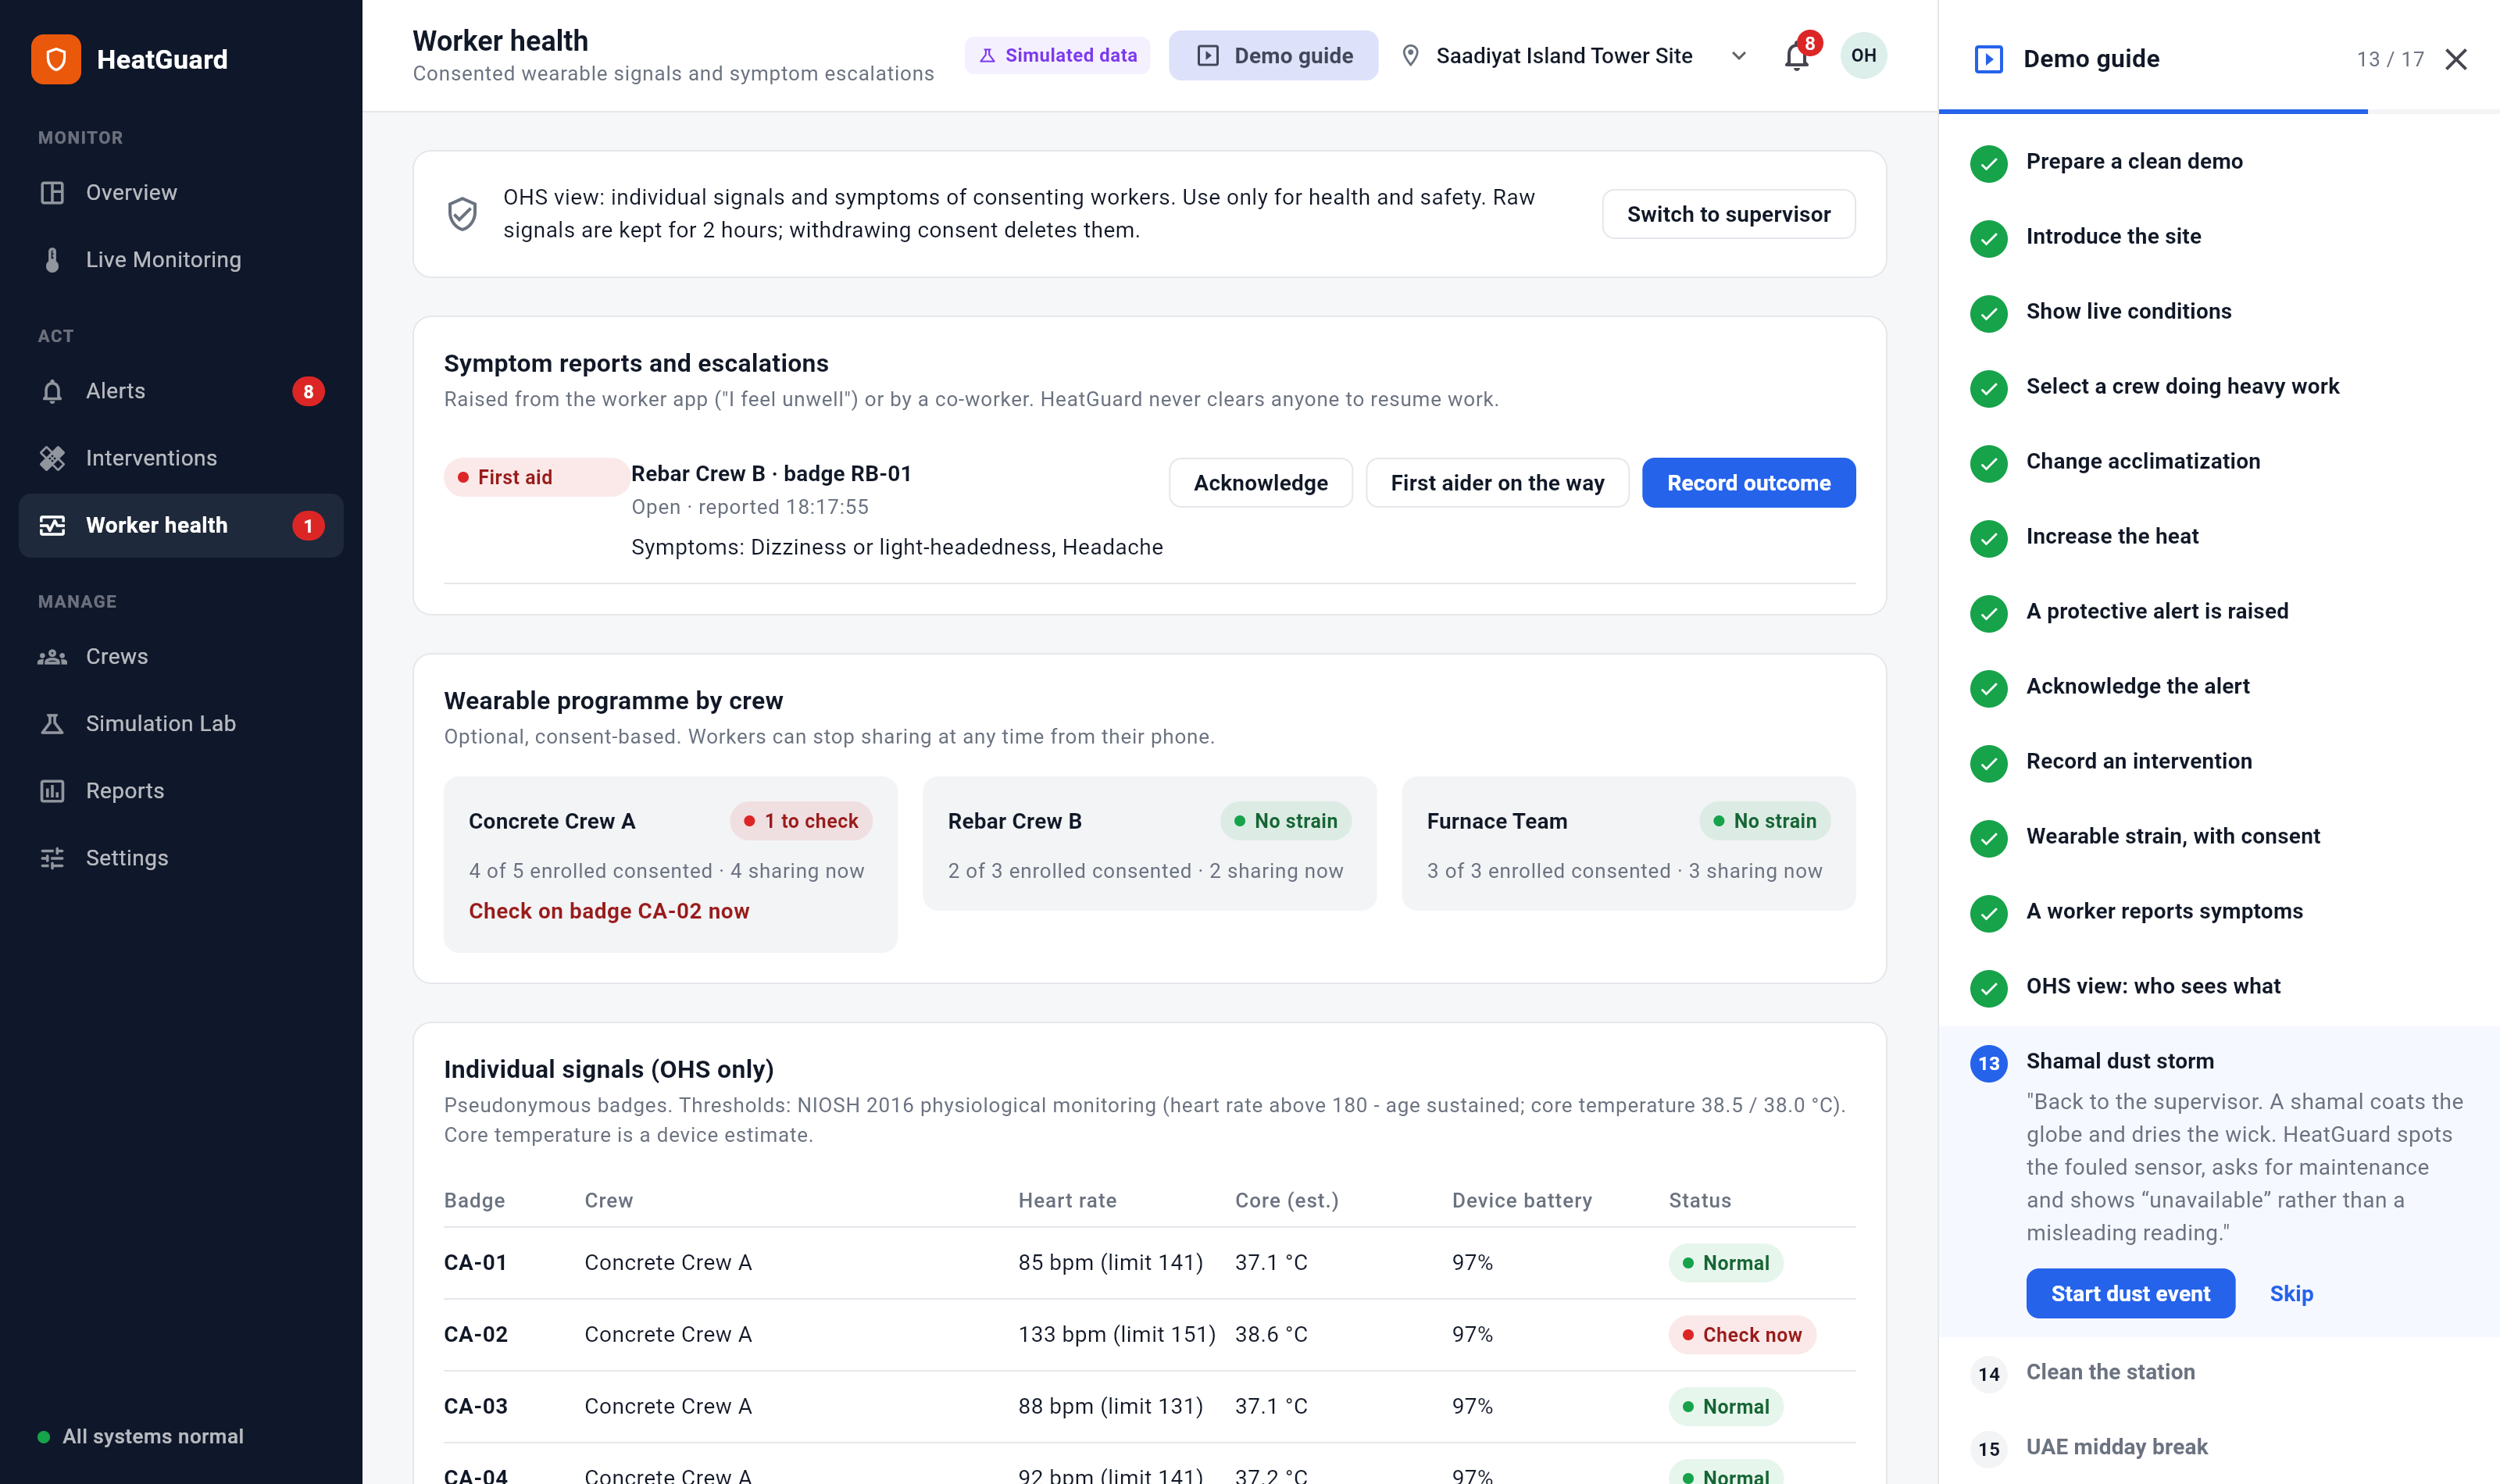 HeatGuard
MONITOR
Overview
Live Monitoring
ACT
Alerts
8
Interventions
Worker health
1
MANAGE
Crews
Simulation Lab
Reports
Settings
All systems normal
Worker health
Consented wearable signals and symptom escalations
Simulated data
Demo guide
Saadiyat Island Tower Site
8
OH
OHS view: individual signals and symptoms of consenting workers. Use only for health and safety. Raw
signals are kept for 2 hours; withdrawing consent deletes them.
Switch to supervisor
Symptom reports and escalations
Raised from the worker app ("I feel unwell") or by a co-worker. HeatGuard never clears anyone to resume work.
First aid
Rebar Crew B · badge RB-01
Open · reported 18:17:55
Symptoms: Dizziness or light-headedness, Headache
Acknowledge
First aider on the way
Record outcome
Wearable programme by crew
Optional, consent-based. Workers can stop sharing at any time from their phone.
Concrete Crew A
1 to check
4 of 5 enrolled consented · 4 sharing now
Check on badge CA-02 now
Rebar Crew B
No strain
2 of 3 enrolled consented · 2 sharing now
Furnace Team
No strain
3 of 3 enrolled consented · 3 sharing now
Individual signals (OHS only)
Pseudonymous badges. Thresholds: NIOSH 2016 physiological monitoring (heart rate above 180 - age sustained; core temperature 38.5 / 38.0 °C).
Core temperature is a device estimate.
Badge Crew Heart rate Core (est.) Device battery Status
CA-01 Concrete Crew A 85 bpm (limit 141) 37.1 °C 97% Normal
CA-02 Concrete Crew A 133 bpm (limit 151) 38.6 °C 97% Check now
CA-03 Concrete Crew A 88 bpm (limit 131) 37.1 °C 97% Normal
CA-04 Concrete Crew A 92 bpm (limit 141) 37.2 °C 97% Normal
Demo guide
13 / 17
Prepare a clean demo
Introduce the site
Show live conditions
Select a crew doing heavy work
Change acclimatization
Increase the heat
A protective alert is raised
Acknowledge the alert
Record an intervention
Wearable strain, with consent
A worker reports symptoms
OHS view: who sees what
13 Shamal dust storm
"Back to the supervisor. A shamal coats the
globe and dries the wick. HeatGuard spots
the fouled sensor, asks for maintenance
and shows “unavailable” rather than a
misleading reading."
Start dust event
Skip
14 Clean the station
15 UAE midday break